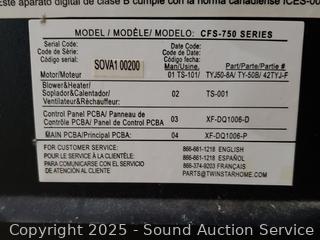 Este aparato digital de clase B cumple con la norma canadiense ICES-00
MODEL / MODÈLE/ MODELO: CFS-750 SERIES
Serial Code: Date Code:
Serial Code: Date Code:
Código serial: Código de fecha:
SOVA1 00200 Man/Usine. Part/Parte/Partie #
Motor/Moteur 01 TS-101/ TYJ50-8A/ TY-50B/ 42TYJ-F
Blower&Heater/
Soplador&Calentador/ 02 TS-001
Ventilateur&Réchauffeur/
Control Panel PCBA/ Panneau de 03 XF-DQ1006-D
Contrôle PCBA/ Panel de Control PCBA
MAIN PCBA/Principal PCBA: 04 XF-DQ1006-P
FOR CUSTOMER SERVICE: 866-661-1218 ENGLISH
POUR LE SERVICE À LA CLIENTÈLE: 866-661-1218 ESPAÑOL
PARA COMUNICARSE CON EL SERVICIO 866-374-9203 FRANÇAIS
DE ATENCIÓN AL CLIENTE: PARTS@TWINSTARHOME.COM
Copyright 2025 - Sound Auction Service